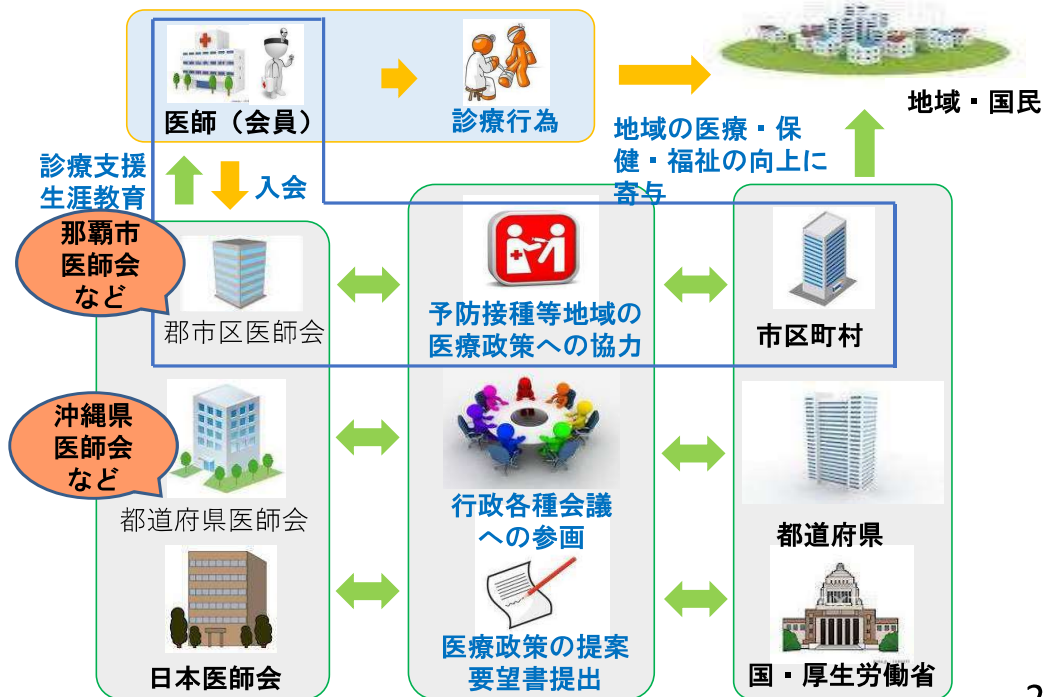 医師（会員）
診療行為
地域・国民
地域の医療・保
健・福祉の向上に
寄与
診療支援
生涯教育
入会
那覇市
医師会
など
郡市区医師会
予防接種等地域の
医療政策への協力
市区町村
沖縄県
医師会
など
都道府県医師会
行政各種会議
への参画
都道府県
日本医師会
医療政策の提案
要望書提出
国・厚生労働省
2